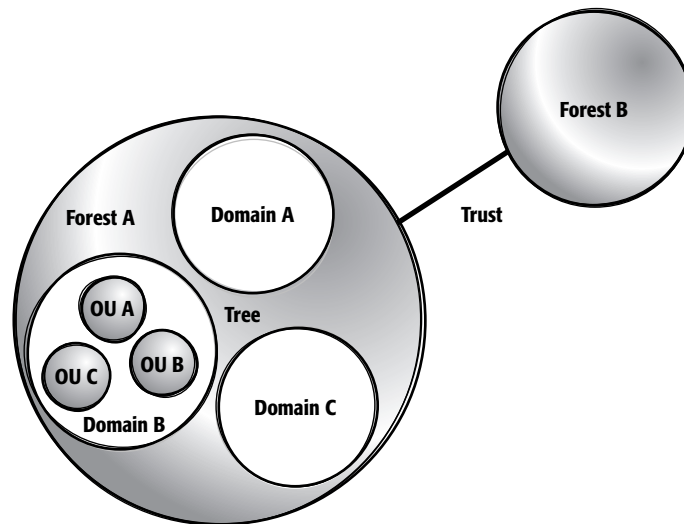 Forest B
Forest A
Domain A
Trust
OU A
Tree
OU B
OU C
Domain C
Domain B